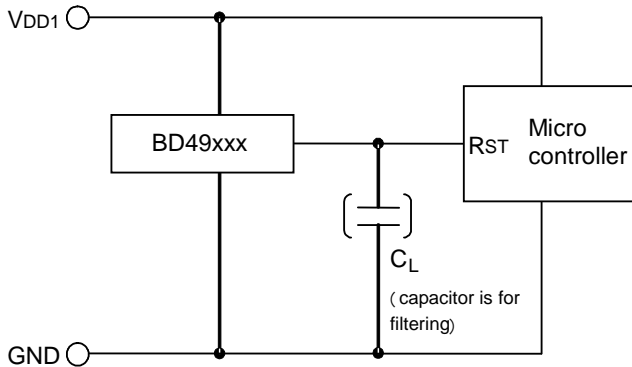 VDD1
BD49xxx
RST
Micro
controller
CL
( capacitor is for
filtering)
GND